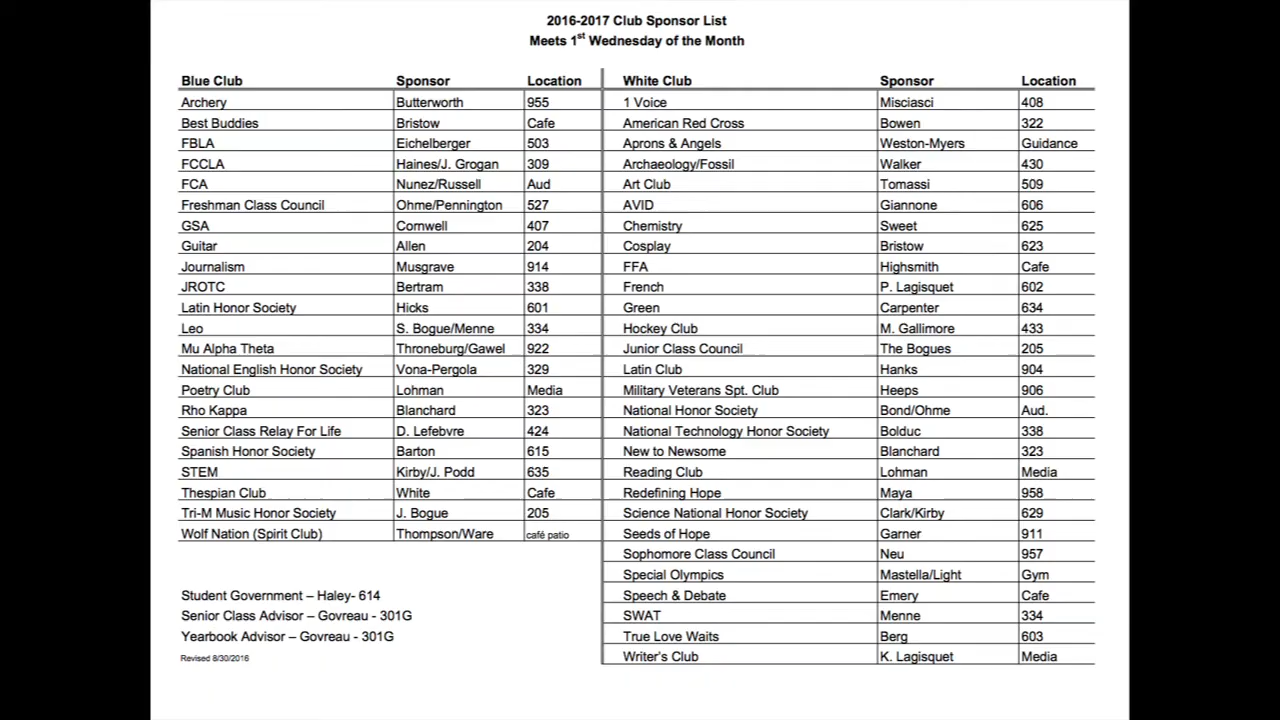 2016-2017 Club Sponsor List
Meets 1st Wednesday of the Month
Blue Club Sponsor Location White Club Sponsor Location
Archery Butterworth 955 1 Voice Misciasci 408
Best Buddies Bristow Cafe American Red Cross Bowen 322
FBLA Eichelberger 503 Aprons & Angels Weston-Myers Guidance
FCCLA Haines/J. Grogan 309 Archaeology/Fossil Walker 430
FCA Nunez/Russell Aud Art Club Tomassi 509
Freshman Class Council Ohme/Pennington 527 AVID Giannone 606
GSA Cornwell 407 Chemistry Sweet 625
Guitar Allen 204 Cosplay Bristow 623
Journalism Musgrave 914 FFA Highsmith Cafe
JROTC Bertram 338 French P. Lagisquet 602
Latin Honor Society Hicks 601 Green Carpenter 634
Leo S. Bogue/Menne 334 Hockey Club M. Gallimore 433
Mu Alpha Theta Throneburg/Gawel 922 Junior Class Council The Bogues 205
National English Honor Society Vona-Pergola 329 Latin Club Hanks 904
Poetry Club Lohman Media Military Veterans Spt. Club Heeps 906
Rho Kappa Blanchard 323 National Honor Society Bond/Ohme Aud.
Senior Class Relay For Life D. Lefebvre 424 National Technology Honor Society Bolduc 338
Spanish Honor Society Barton 615 New to Newsome Blanchard 323
STEM Kirby/J. Podd 635 Reading Club Lohman Media
Thespian Club White Cafe Redefining Hope Maya 958
Tri-M Music Honor Society J. Bogue 205 Science National Honor Society Clark/Kirby 629
Wolf Nation (Spirit Club) Thompson/Ware café patio Seeds of Hope Garner 911
Sophomore Class Council Neu 957
Special Olympics Mastella/Light Gym
Student Government – Haley- 614 Speech & Debate Emery Cafe
Senior Class Advisor – Govreau - 301G SWAT Menne 334
Yearbook Advisor – Govreau - 301G True Love Waits Berg 603
Revised 8/30/2016 Writer's Club K. Lagisquet Media